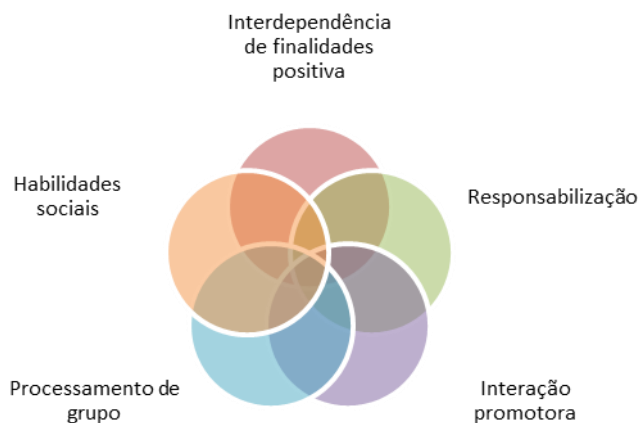 Interdependência
de finalidades
positiva
Habilidades
sociais
Responsabilização
Processamento de
grupo
Interação
promotora